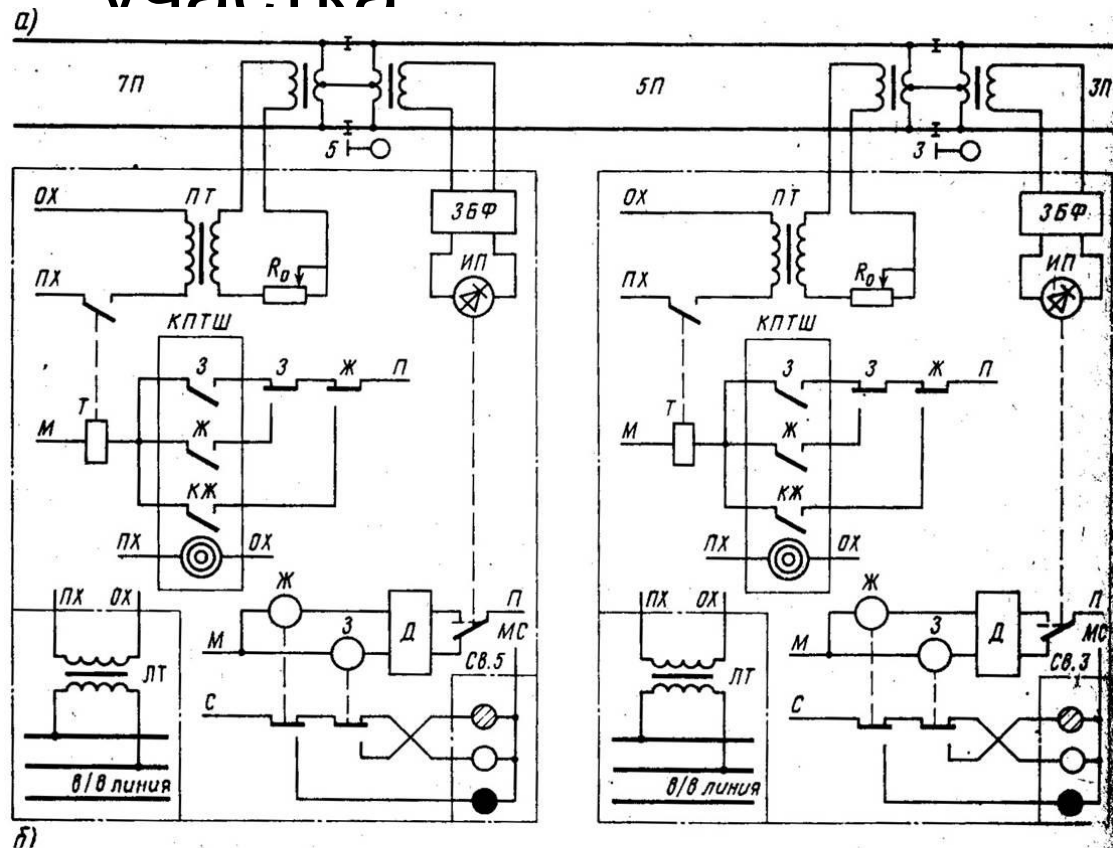 участка
а)
7П
5П
3П
5
3
ОХ
ПТ
ЗБФ
ПХ
R₀
ИП
КПТШ
З
З
Ж
П
Т
М
Ж
КЖ
ПХ
ОХ
Ж
П
ПХ
ОХ
М
З
Д
МС
СВ.5
ЛТ
С
в/в линия
ОХ
ПТ
ЗБФ
ПХ
R₀
ИП
КПТШ
З
З
Ж
П
Т
М
Ж
КЖ
ПХ
ОХ
Ж
П
ПХ
ОХ
М
З
Д
МС
СВ.3
ЛТ
С
в/в линия
б)